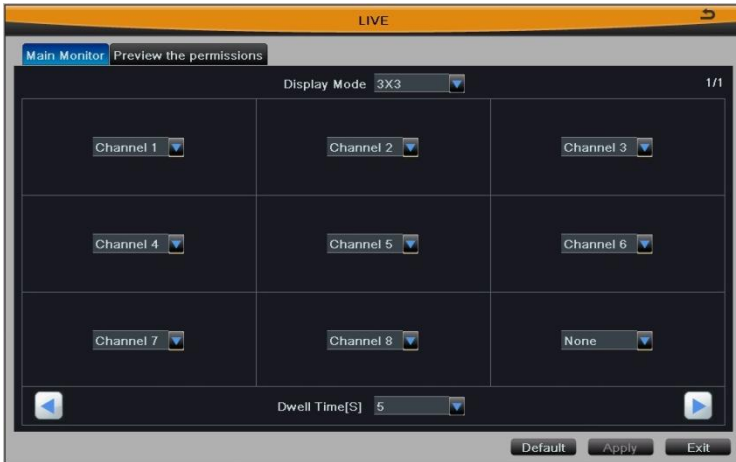 LIVE
Main Monitor Preview the permissions
Display Mode 3X3 1/1
Channel 1 Channel 2 Channel 3
Channel 4 Channel 5 Channel 6
Channel 7 Channel 8 None
Dwell Time[S] 5
Default Apply Exit